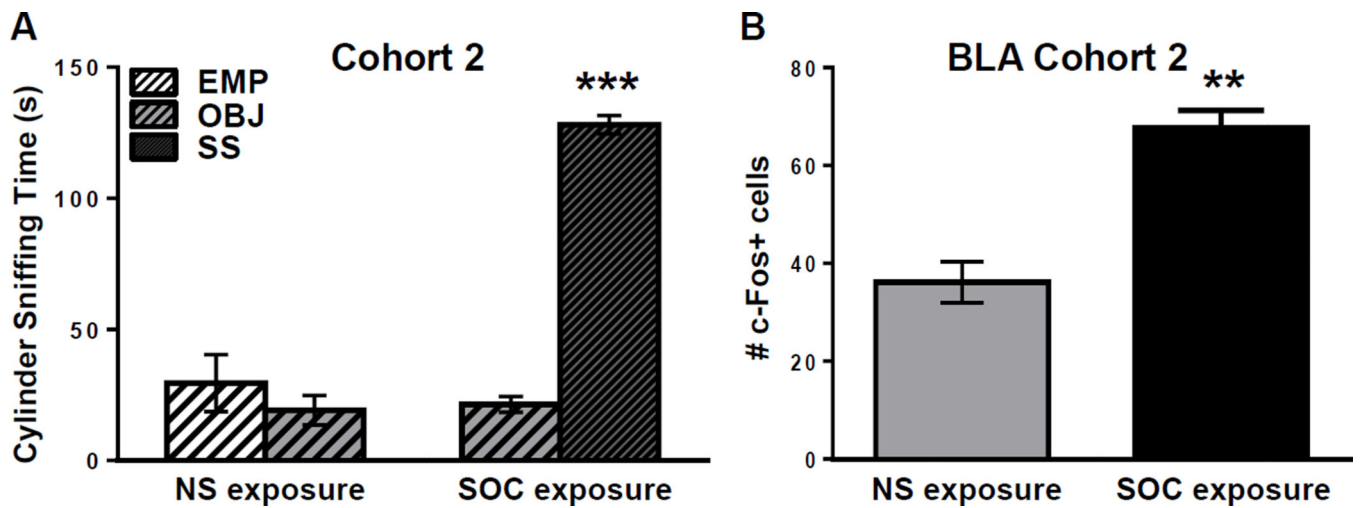 A
Cohort 2
EMP
OBJ
SS
***
Cylinder Sniffing Time (s)
150
100
50
0
NS exposure
SOC exposure
B
BLA Cohort 2
**
# c-Fos+ cells
80
60
40
20
0
NS exposure
SOC exposure